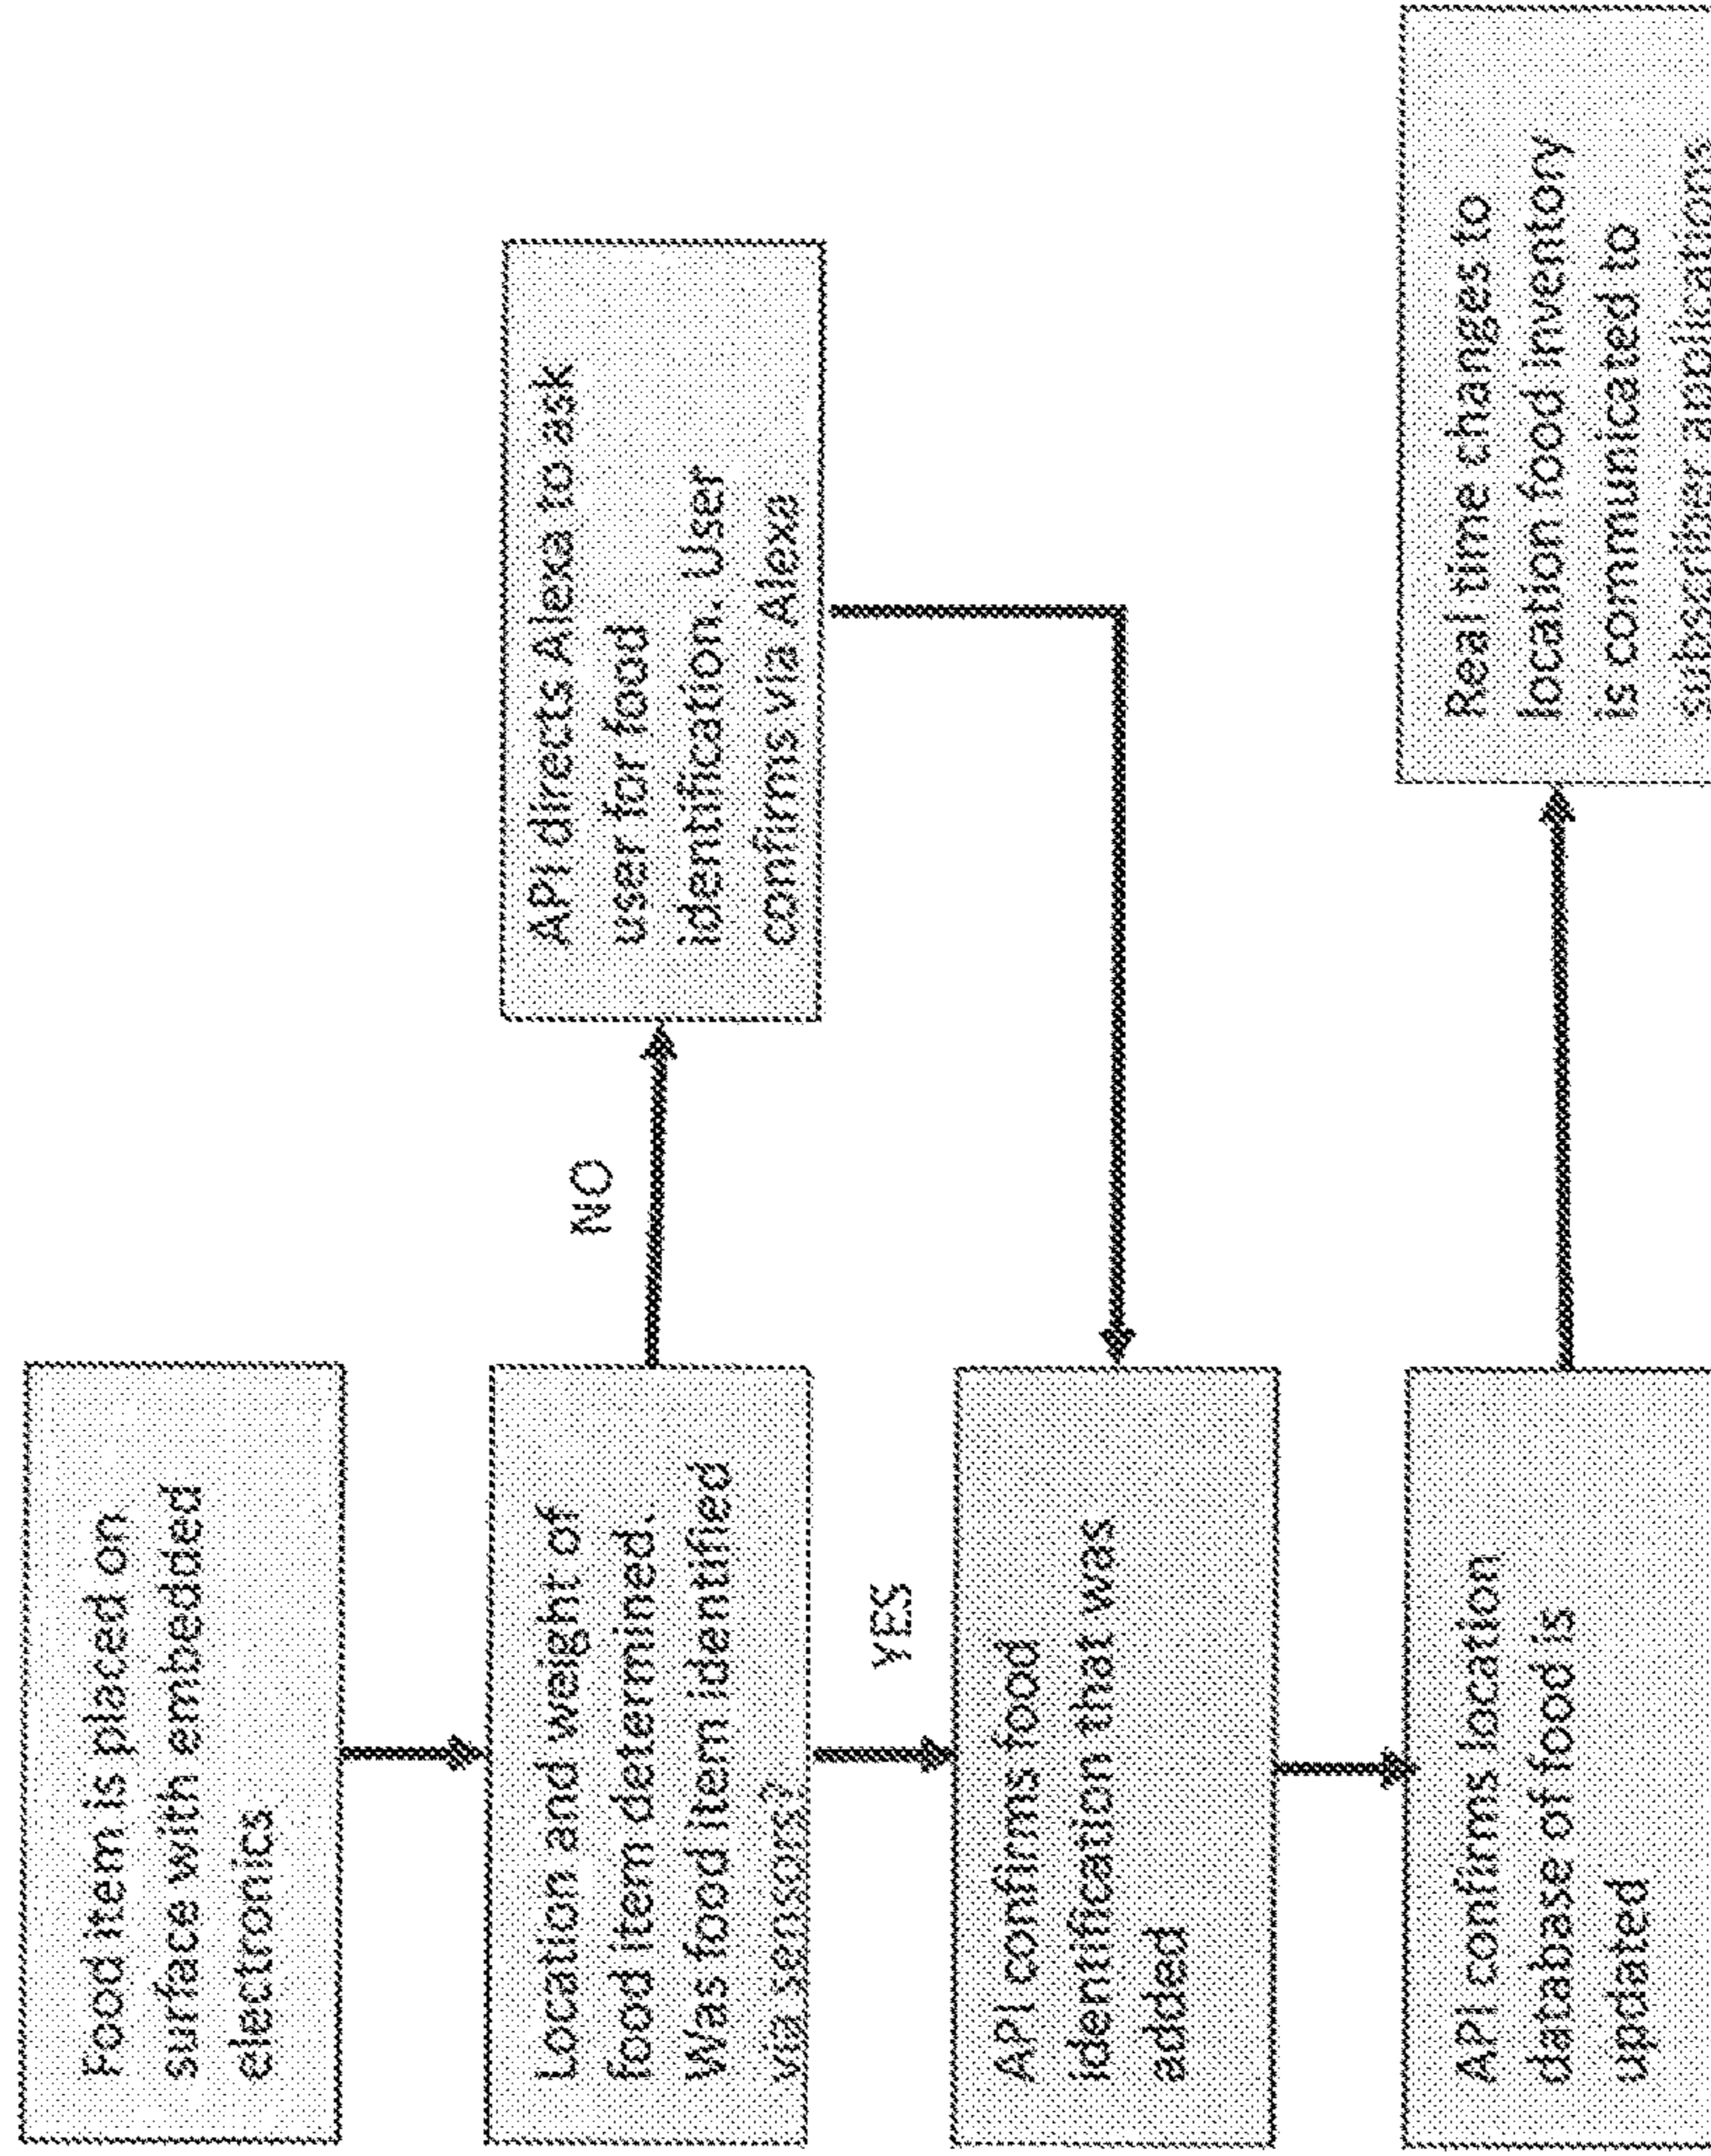 Food item is placed on
surface with embedded
electronics
Location and weight of
food item determined.
Was food item identified
via sensors?
NO
API directs Alexa to ask
user for food
identification. User
confirms via Alexa
YES
API confirms food
identification that was
added
API confirms location
database of food is
updated
Real time changes to
location food inventory
is communicated to
subscriber applications